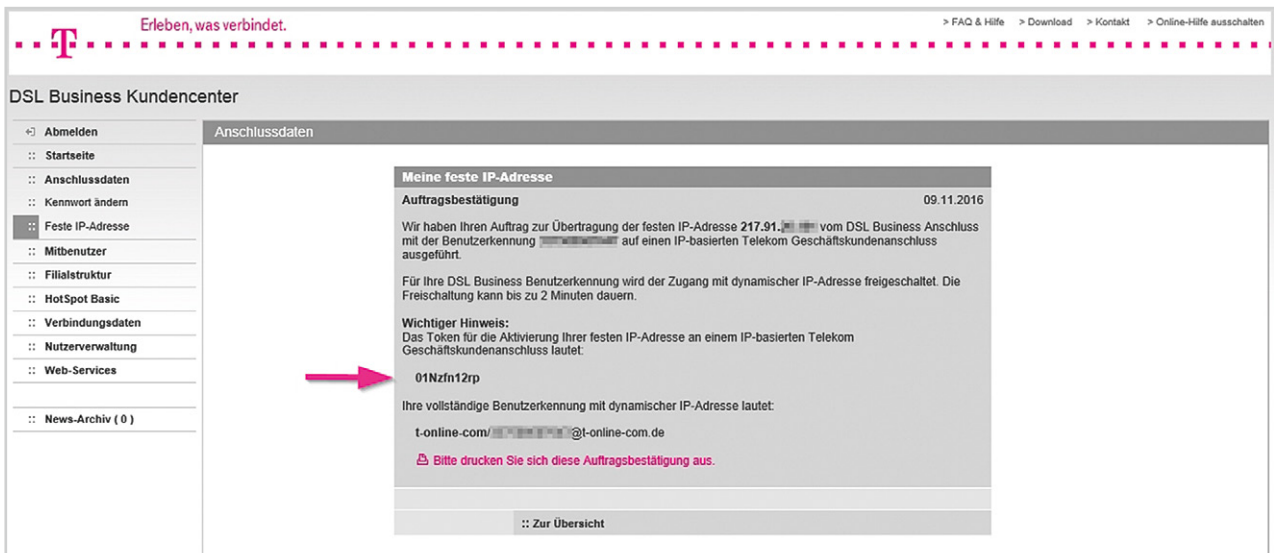 T
Erleben, was verbindet.
> FAQ & Hilfe > Download > Kontakt > Online-Hilfe ausschalten
DSL Business Kundencenter
Abmelden
:: Startseite
:: Anschlussdaten
:: Kennwort ändern
:: Feste IP-Adresse
:: Mitbenutzer
:: Filialstruktur
:: HotSpot Basic
:: Verbindungsdaten
:: Nutzerverwaltung
:: Web-Services
:: News-Archiv ( 0 )
Anschlussdaten
Meine feste IP-Adresse
Auftragsbestätigung 09.11.2016
Wir haben Ihren Auftrag zur Übertragung der festen IP-Adresse 217.91. vom DSL Business Anschluss
mit der Benutzerkennung auf einen IP-basierten Telekom Geschäftskundenanschluss
ausgeführt.
Für Ihre DSL Business Benutzerkennung wird der Zugang mit dynamischer IP-Adresse freigeschaltet. Die
Freischaltung kann bis zu 2 Minuten dauern.
Wichtiger Hinweis:
Das Token für die Aktivierung Ihrer festen IP-Adresse an einem IP-basierten Telekom
Geschäftskundenanschluss lautet:
01Nzfn12rp
Ihre vollständige Benutzerkennung mit dynamischer IP-Adresse lautet:
t-online-com/ @t-online-com.de
Bitte drucken Sie sich diese Auftragsbestätigung aus.
:: Zur Übersicht